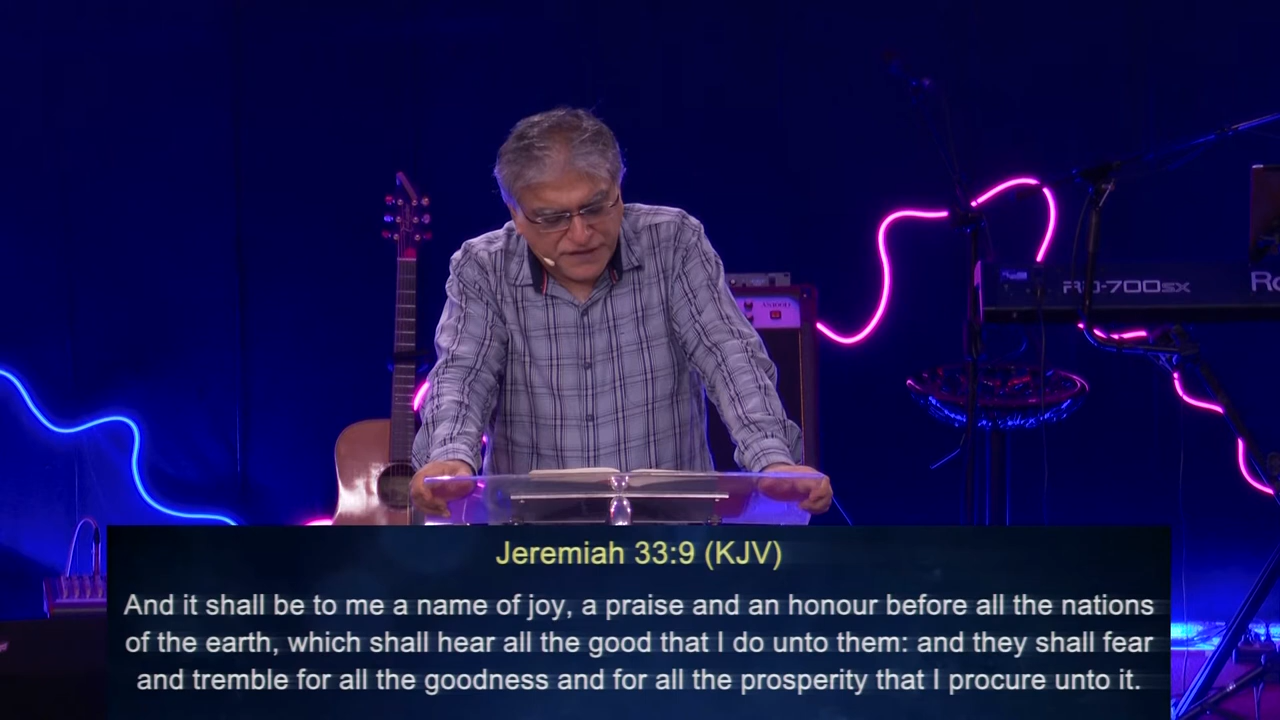 RD-700SX
Ro
Jeremiah 33:9 (KJV)
And it shall be to me a name of joy, a praise and an honour before all the nations
of the earth, which shall hear all the good that I do unto them: and they shall fear
and tremble for all the goodness and for all the prosperity that I procure unto it.